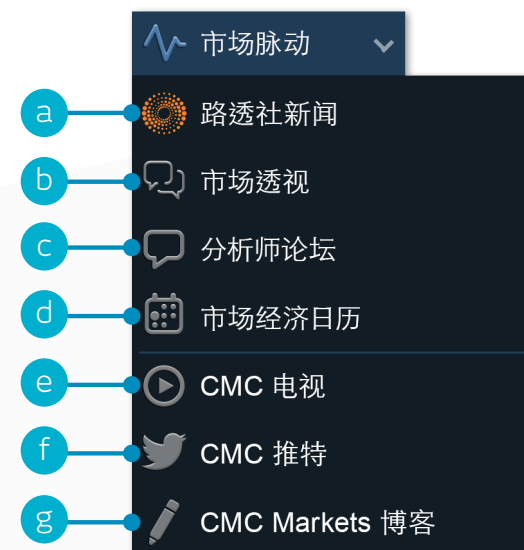 市场脉动
a 路透社新闻
b 市场透视
c 分析师论坛
d 市场经济日历
e CMC 电视
f CMC 推特
g CMC Markets 博客